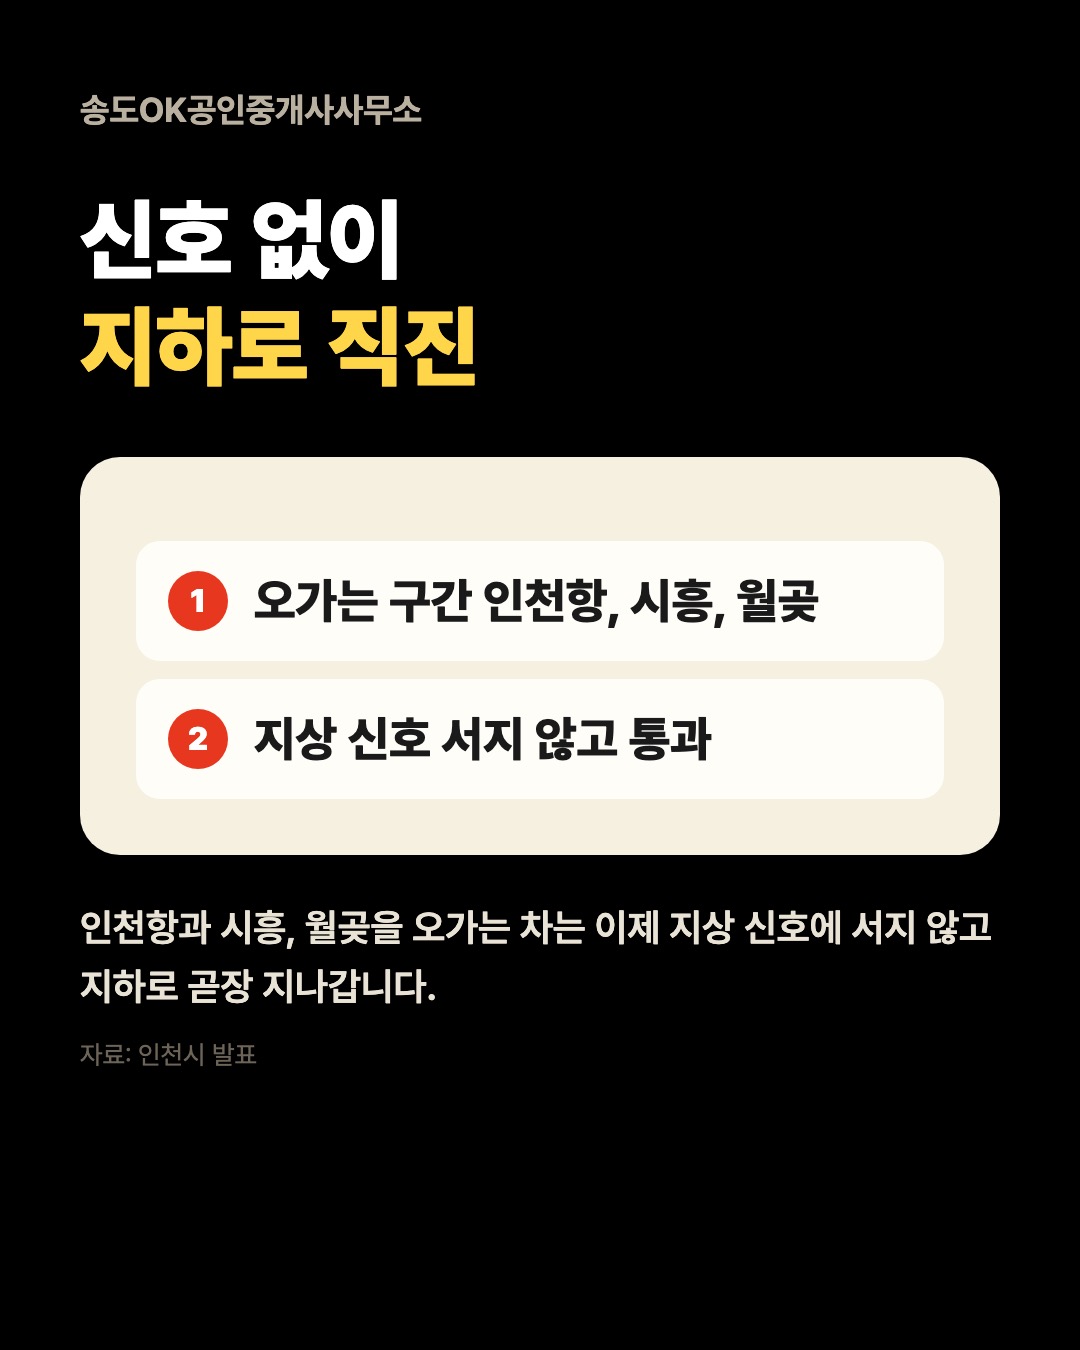 송도OK공인중개사사무소
신호 없이
지하로 직진
1 오가는 구간 인천항, 시흥, 월곶
2 지상 신호 서지 않고 통과
인천항과 시흥, 월곶을 오가는 차는 이제 지상 신호에 서지 않고
지하로 곧장 지나갑니다.
자료: 인천시 발표